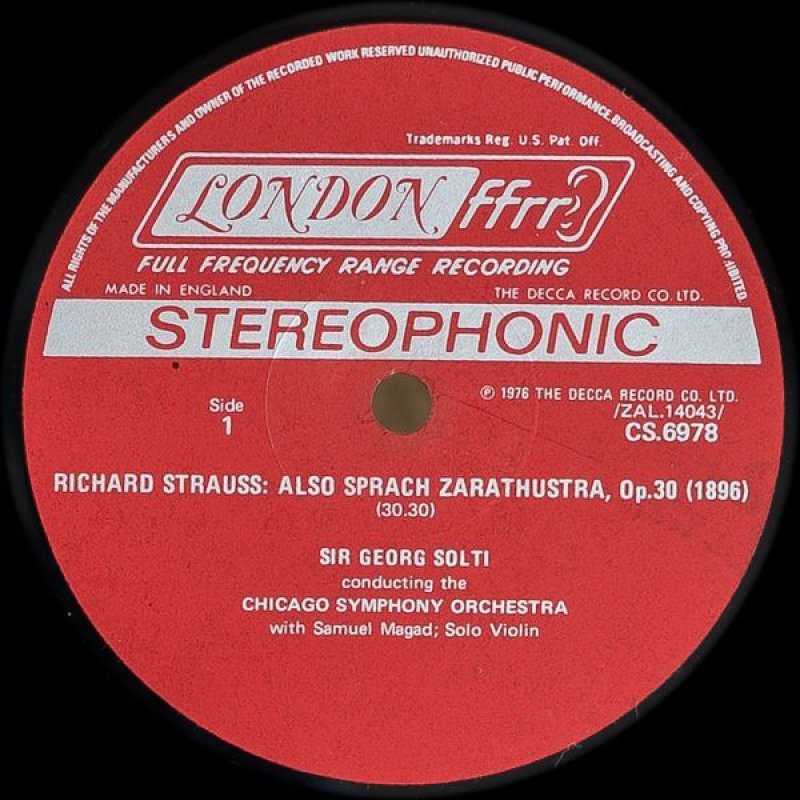 ALL RIGHTS OF THE MANUFACTURERS AND OWNER OF THE RECORDED WORK RESERVED UNAUTHORIZED PUBLIC PERFORMANCE, BROADCASTING AND COPYING PROHIBITED
Trademarks Reg. U.S. Pat. Off.
LONDON ffrr
FULL FREQUENCY RANGE RECORDING
MADE IN ENGLAND THE DECCA RECORD CO. LTD.
STEREOPHONIC
℗ 1976 THE DECCA RECORD CO. LTD.
Side /ZAL.14043/
1 CS.6978
RICHARD STRAUSS: ALSO SPRACH ZARATHUSTRA, Op.30 (1896)
(30.30)
SIR GEORG SOLTI
conducting the
CHICAGO SYMPHONY ORCHESTRA
with Samuel Magad; Solo Violin